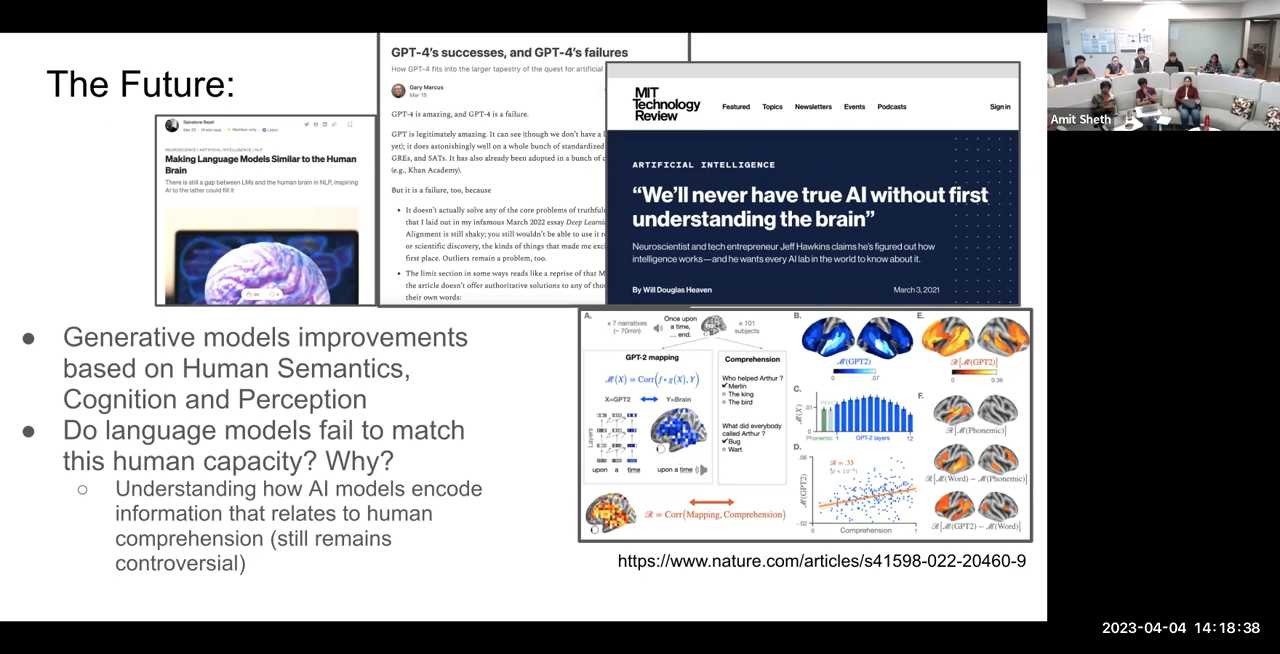 The Future:
Salvatore Raieli
Making Language Models Similar to the Human
Brain
There is still a gap between LMs and the human brain in NLP, inspiring
AI to the latter could fill it
GPT-4's successes, and GPT-4's failures
How GPT-4 fits into the larger tapestry of the quest for artificial
Gary Marcus
Mar 15
GPT-4 is amazing, and GPT-4 is a failure.
GPT is legitimately amazing. It can see (though we don't have a
yet); it does astonishingly well on a whole bunch of standardized
GREs, and SATs. It has also already been adopted in a bunch of
(e.g., Khan Academy).
But it is a failure, too, because
• It doesn't actually solve any of the core problems of
that I laid out in my infamous March 2022 essay Deep
Alignment is still shaky; you still wouldn't be able to use it
or scientific discovery, the kinds of things that made me
first place. Outliers remain a problem, too.
• The limit section in some ways reads like a reprise of that
the article doesn't offer authoritative solutions to any of
their own words:
MIT
Technology
Review
Featured Topics Newsletters Events Podcasts Sign in
ARTIFICIAL INTELLIGENCE
“We'll never have true AI without first
understanding the brain”
Neuroscientist and tech entrepreneur Jeff Hawkins claims he's figured out how
intelligence works—and he wants every AI lab in the world to know about it.
By Will Douglas Heaven March 3, 2021
Amit Sheth
● Generative models improvements
based on Human Semantics,
Cognition and Perception
● Do language models fail to match
this human capacity? Why?
○ Understanding how AI models encode
information that relates to human
comprehension (still remains
controversial)
A.
x 7 narratives
(~ 70min)
Once upon
a time,
... end.
x 101
subjects
GPT-2 mapping
ℳ(X) = Corr(f∘g(X), Y)
X=GPT2 Y=Brain
Layers
upon a time upon a time
Comprehension
Who helped Arthur ?
Merlin
The king
The bird
What did everybody
called Arthur ?
Bug
Wart
ℛ = Corr(Mapping, Comprehension)
B.
ℳ(GPT2)
0 .07
C.
ℳ(X)
.01
Phonemic 1 GPT-2 layers 12
D.
.06
ℛ = .33
ℳ(GPT2)
-.02
Comprehension 1
E.
ℛ[ℳ(GPT2)]
0 0.38
F.
ℛ[ℳ(Phonemic)]
ℛ[ℳ(Word) − ℳ(Phonemic)]
ℛ[ℳ(GPT2) − ℳ(Word)]
https://www.nature.com/articles/s41598-022-20460-9
2023-04-04 14:18:38